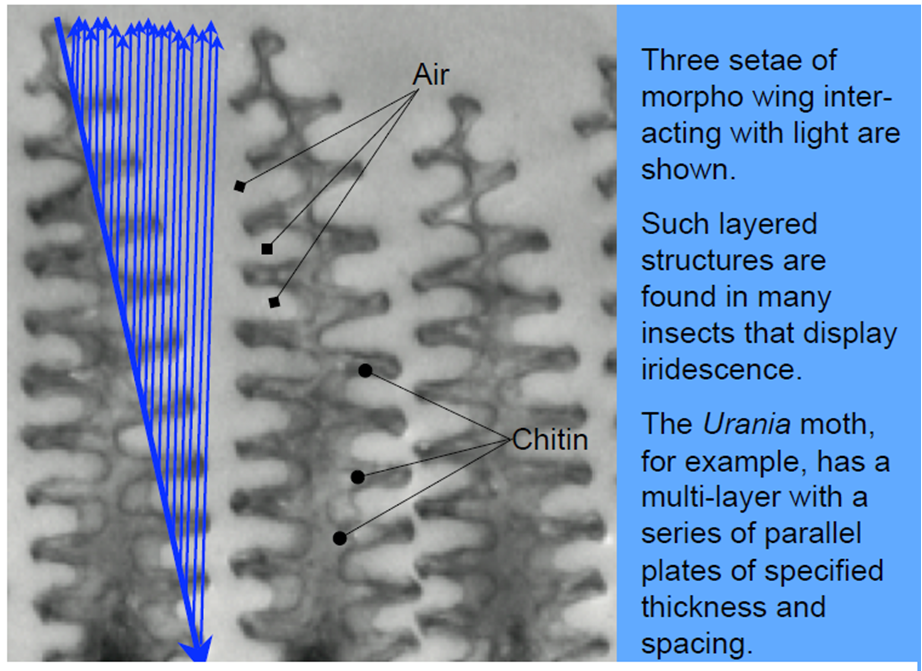 Air
Chitin
Three setae of
morpho wing inter-
acting with light are
shown.
Such layered
structures are
found in many
insects that display
iridescence.
The Urania moth,
for example, has a
multi-layer with a
series of parallel
plates of specified
thickness and
spacing.